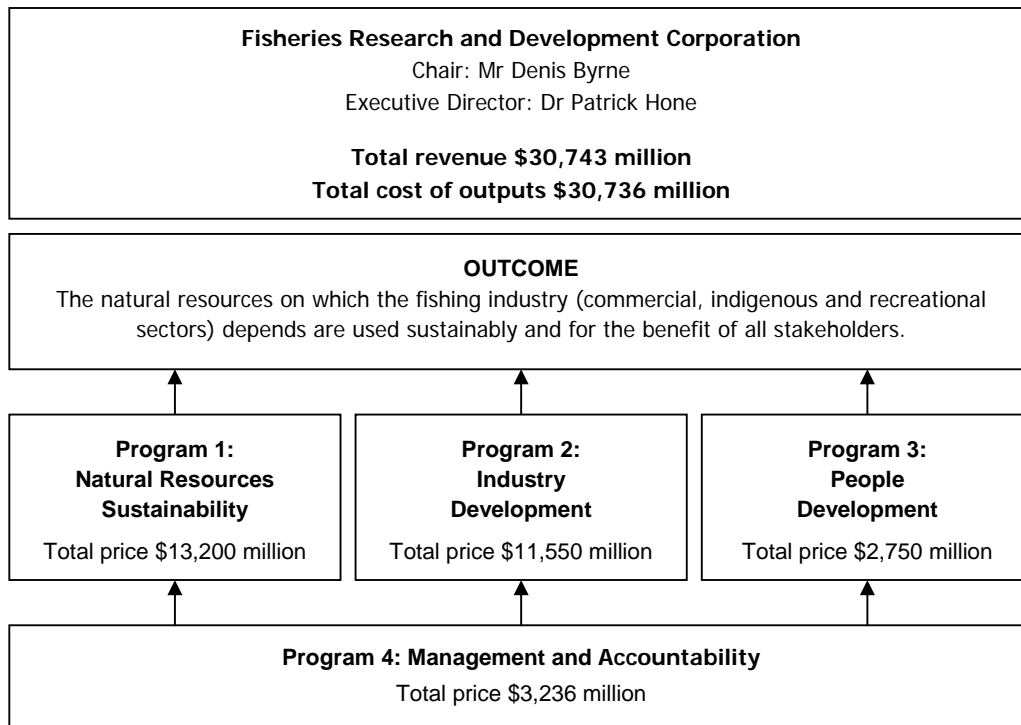 Fisheries Research and Development Corporation
Chair: Mr Denis Byrne
Executive Director: Dr Patrick Hone
Total revenue $30,743 million
Total cost of outputs $30,736 million
OUTCOME
The natural resources on which the fishing industry (commercial, indigenous and recreational
sectors) depends are used sustainably and for the benefit of all stakeholders.
Program 1:
Natural Resources
Sustainability
Total price $13,200 million
Program 2:
Industry
Development
Total price $11,550 million
Program 3:
People
Development
Total price $2,750 million
Program 4: Management and Accountability
Total price $3,236 million